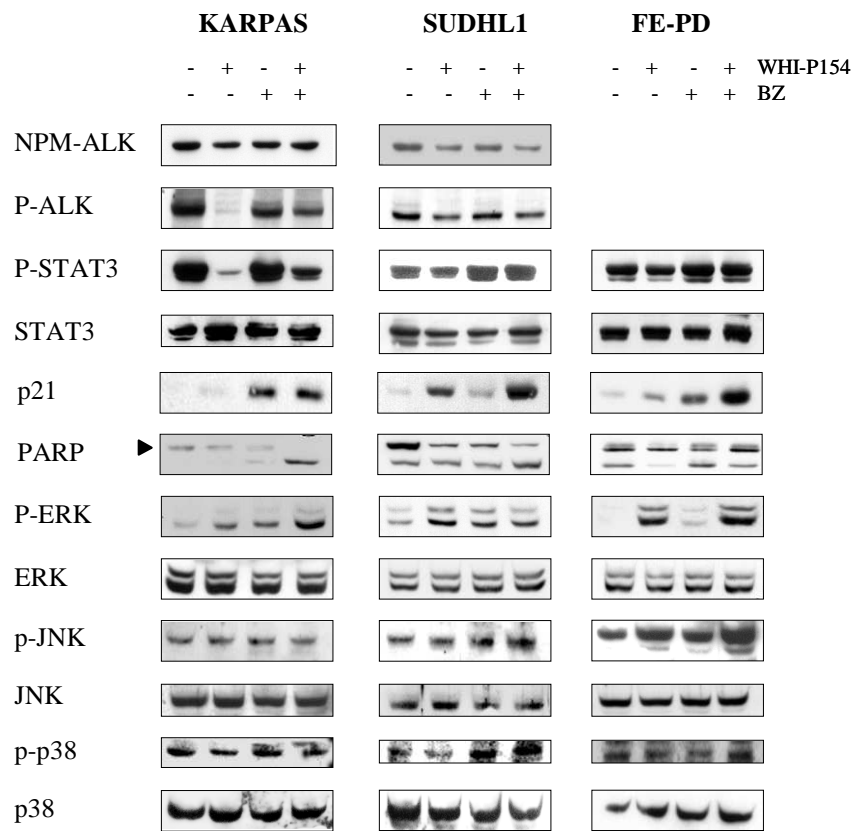 KARPAS SUDHL1 FE-PD
- + - + - + - + - + - + WHI-P154
- - + + - - + + - - + + BZ
NPM-ALK
P-ALK
P-STAT3
STAT3
p21
PARP
P-ERK
ERK
p-JNK
JNK
p-p38
p38